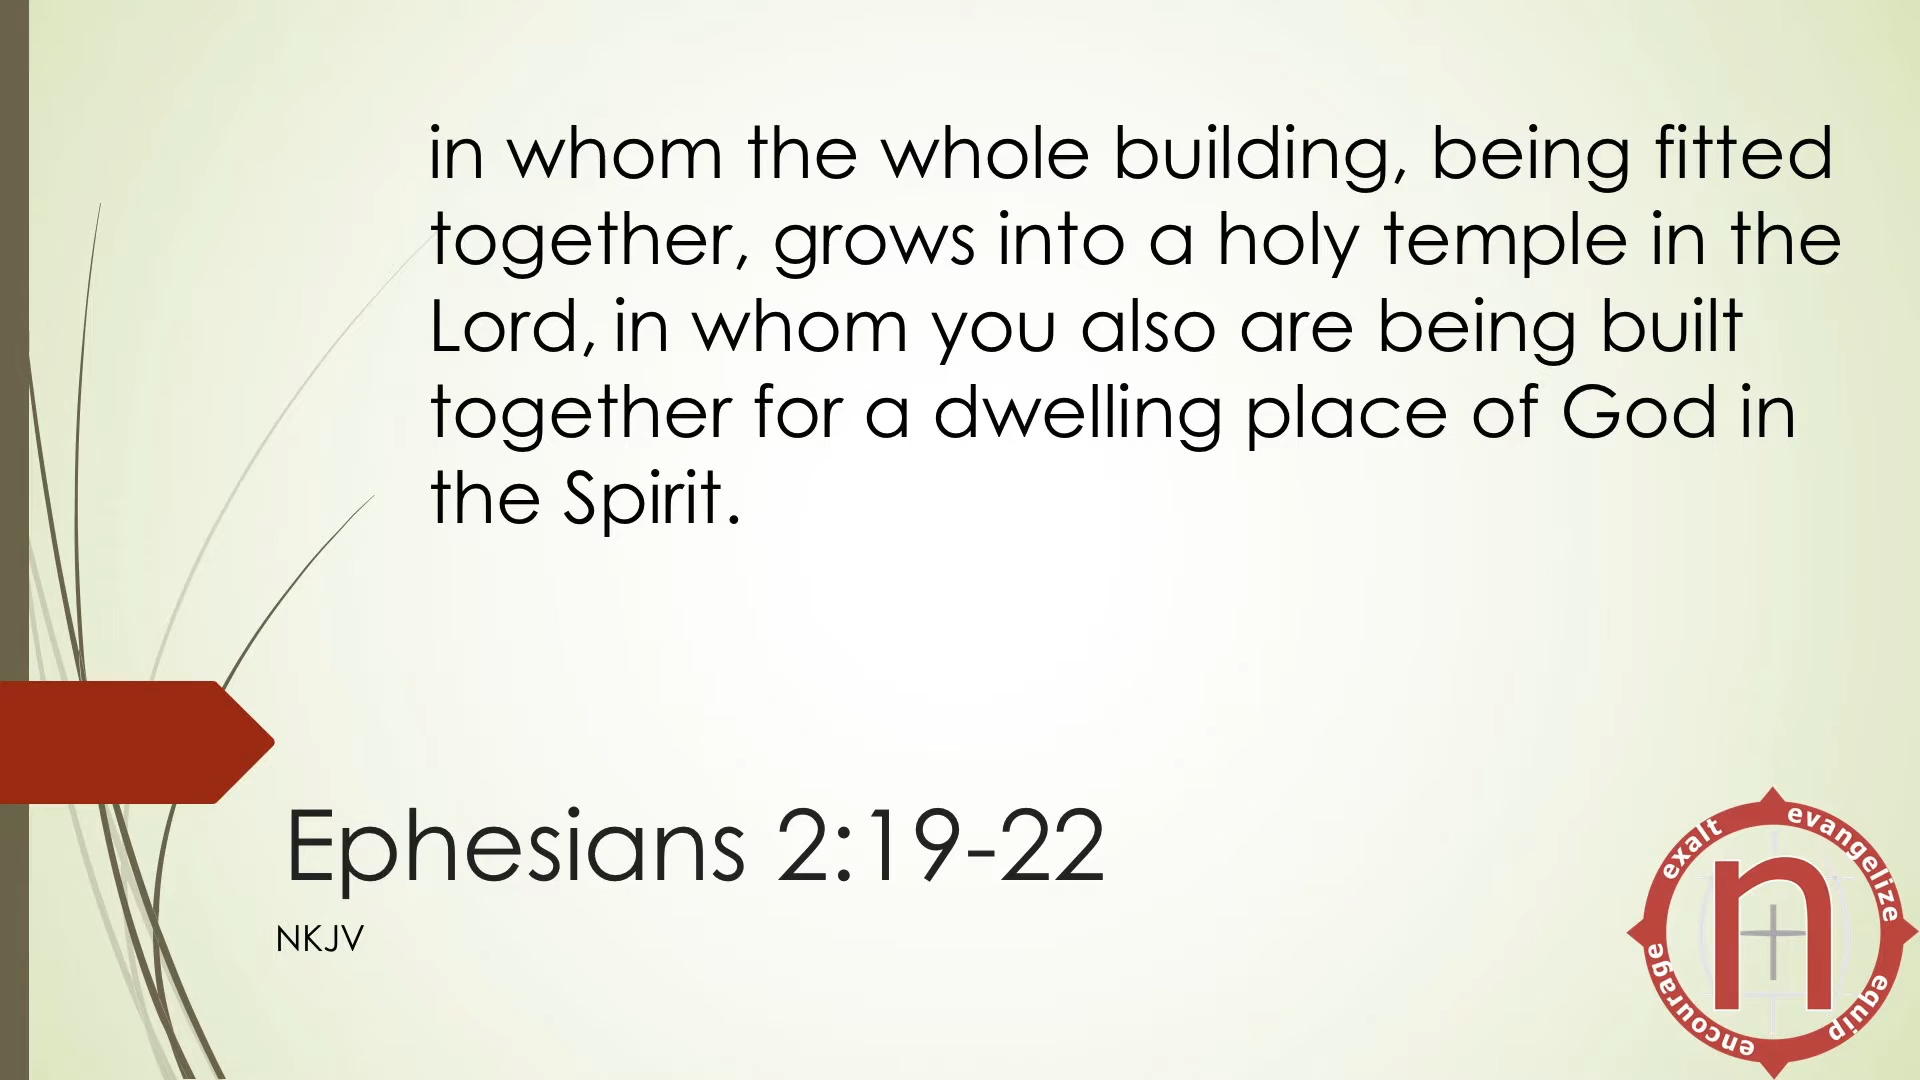 in whom the whole building, being fitted
together, grows into a holy temple in the
Lord, in whom you also are being built
together for a dwelling place of God in
the Spirit.
Ephesians 2:19-22
NKJV
exalt
evangelize
n
equip
encourage